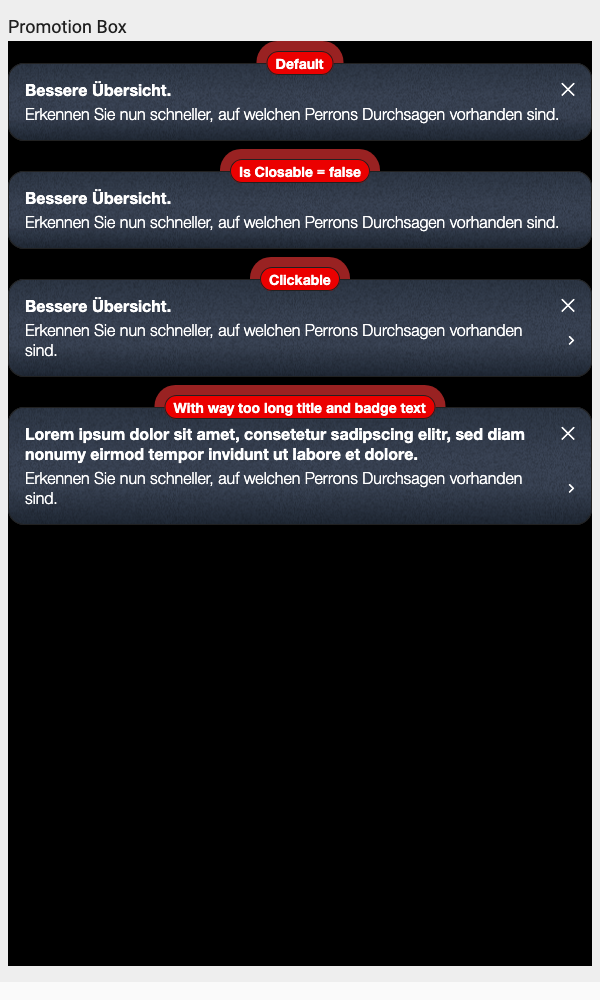 Promotion Box
Default
Bessere Übersicht.
Erkennen Sie nun schneller, auf welchen Perrons Durchsagen vorhanden sind.
Is Closable = false
Bessere Übersicht.
Erkennen Sie nun schneller, auf welchen Perrons Durchsagen vorhanden sind.
Clickable
Bessere Übersicht.
Erkennen Sie nun schneller, auf welchen Perrons Durchsagen vorhanden
sind.
With way too long title and badge text
Lorem ipsum dolor sit amet, consetetur sadipscing elitr, sed diam
nonumy eirmod tempor invidunt ut labore et dolore.
Erkennen Sie nun schneller, auf welchen Perrons Durchsagen vorhanden
sind.